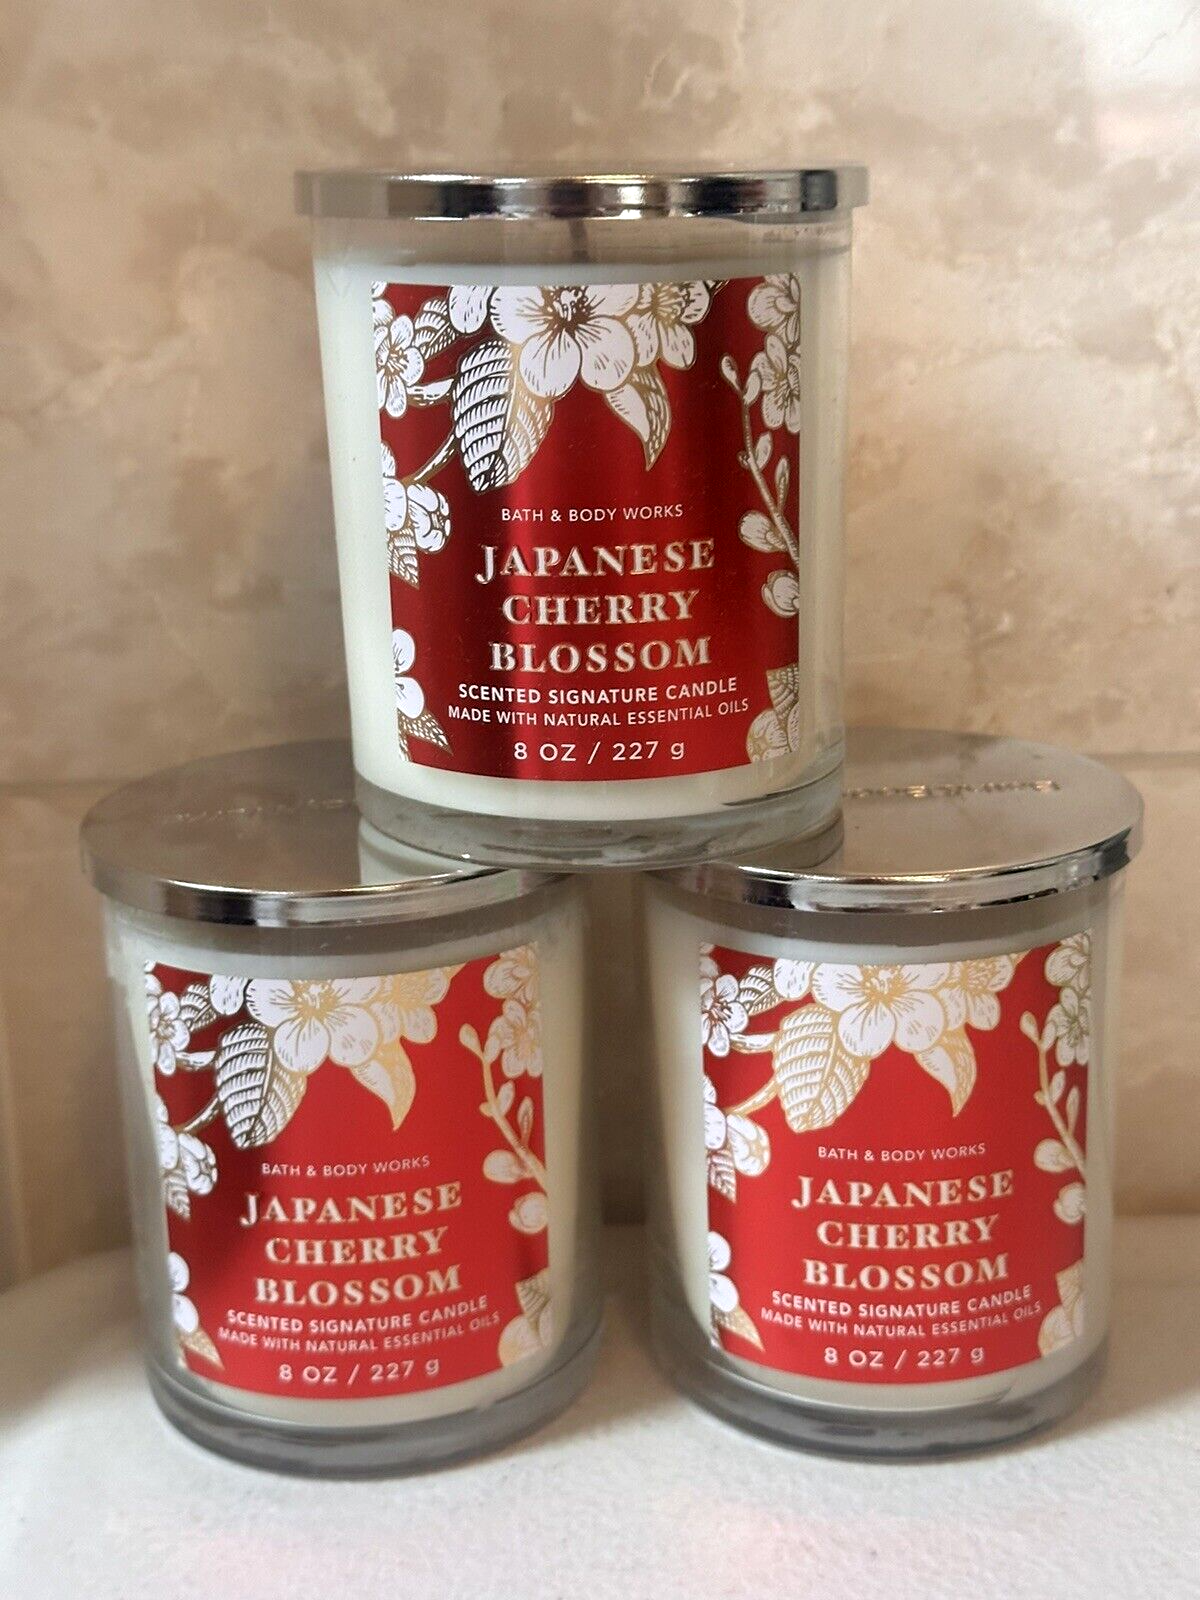 BATH & BODY WORKS
JAPANESE
CHERRY
BLOSSOM
SCENTED SIGNATURE CANDLE
MADE WITH NATURAL ESSENTIAL OILS
8 OZ / 227 g
BATH & BODY WORKS
JAPANESE
CHERRY
BLOSSOM
SCENTED SIGNATURE CANDLE
MADE WITH NATURAL ESSENTIAL OILS
8 OZ / 227 g
BATH & BODY WORKS
JAPANESE
CHERRY
BLOSSOM
SCENTED SIGNATURE CANDLE
MADE WITH NATURAL ESSENTIAL OILS
8 OZ / 227 g